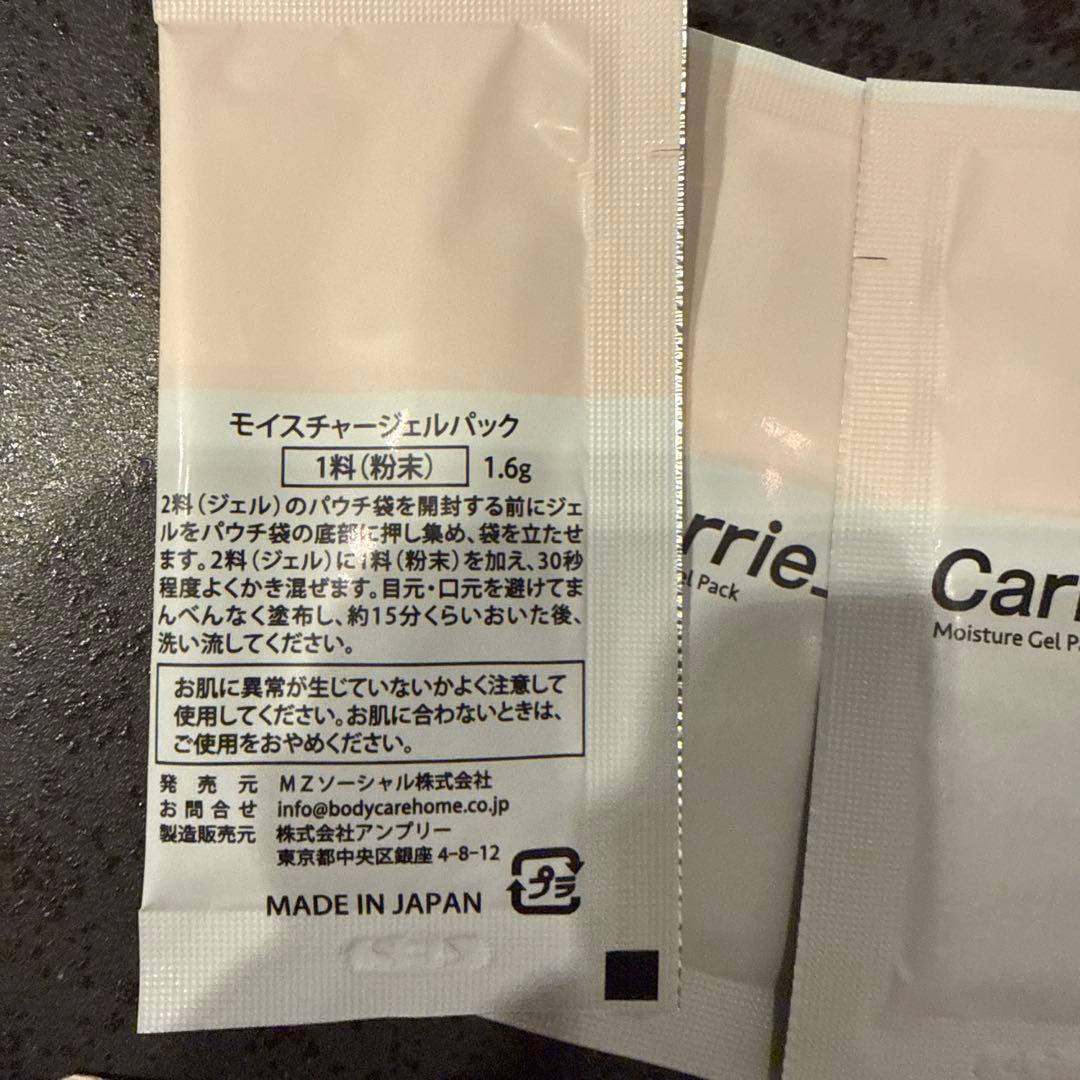 モイスチャージェルパック
1料(粉末) 1.6g
2料(ジェル)のパウチ袋を開封する前にジェ
ルをパウチ袋の底部に押し集め、袋を立たせ
ます。2料(ジェル)に1料(粉末)を加え、30秒
程度よくかき混ぜます。目元・口元を避けてま
んべんなく塗布し、約15分くらいおいた後、
洗い流してください。
お肌に異常が生じていないかよく注意して
使用してください。お肌に合わないときは、
ご使用をおやめください。
発売元 MZソーシャル株式会社
お問合せ info@bodycarehome.co.jp
製造販売元 株式会社アンプリー
東京都中央区銀座 4-8-12
プラ
MADE IN JAPAN
rrie_
el Pack
Carr
Moisture Gel Pa